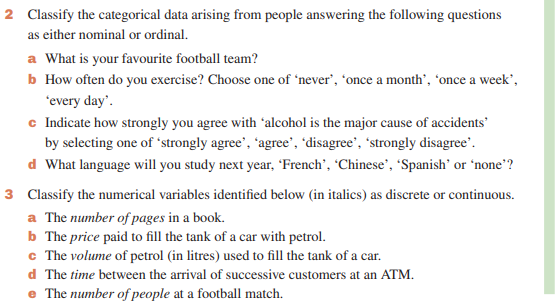 2 Classify the categorical data arising from people answering the following questions
as either nominal or ordinal.
a What is your favourite football team?
b How often do you exercise? Choose one of ‘never’, ‘once a month’, ‘once a week’,
‘every day’.
c Indicate how strongly you agree with ‘alcohol is the major cause of accidents’
by selecting one of ‘strongly agree’, ‘agree’, ‘disagree’, ‘strongly disagree’.
d What language will you study next year, ‘French’, ‘Chinese’, ‘Spanish’ or ‘none’?
3 Classify the numerical variables identified below (in italics) as discrete or continuous.
a The number of pages in a book.
b The price paid to fill the tank of a car with petrol.
c The volume of petrol (in litres) used to fill the tank of a car.
d The time between the arrival of successive customers at an ATM.
e The number of people at a football match.